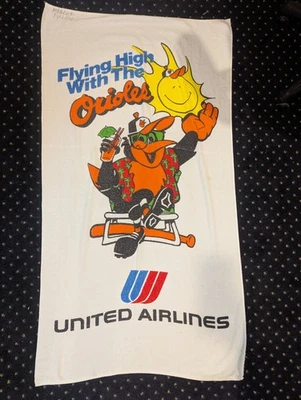 Flying High
With The
Orioles
UNITED AIRLINES